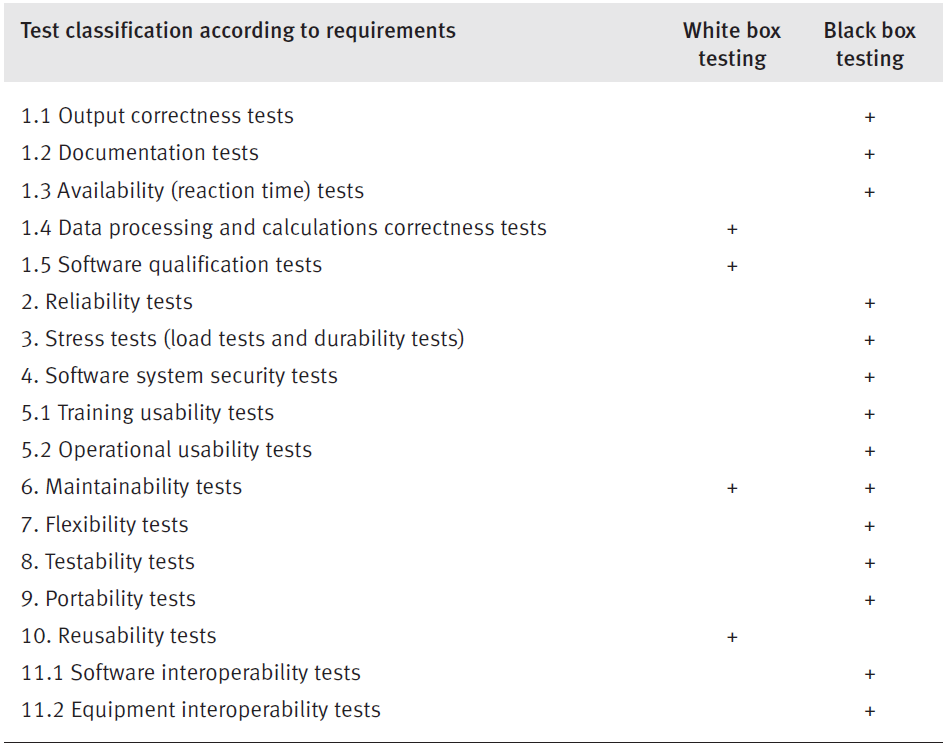 Test classification according to requirements White box testing Black box testing
1.1 Output correctness tests +
1.2 Documentation tests +
1.3 Availability (reaction time) tests +
1.4 Data processing and calculations correctness tests +
1.5 Software qualification tests +
2. Reliability tests +
3. Stress tests (load tests and durability tests) +
4. Software system security tests +
5.1 Training usability tests +
5.2 Operational usability tests +
6. Maintainability tests + +
7. Flexibility tests +
8. Testability tests +
9. Portability tests +
10. Reusability tests +
11.1 Software interoperability tests +
11.2 Equipment interoperability tests +